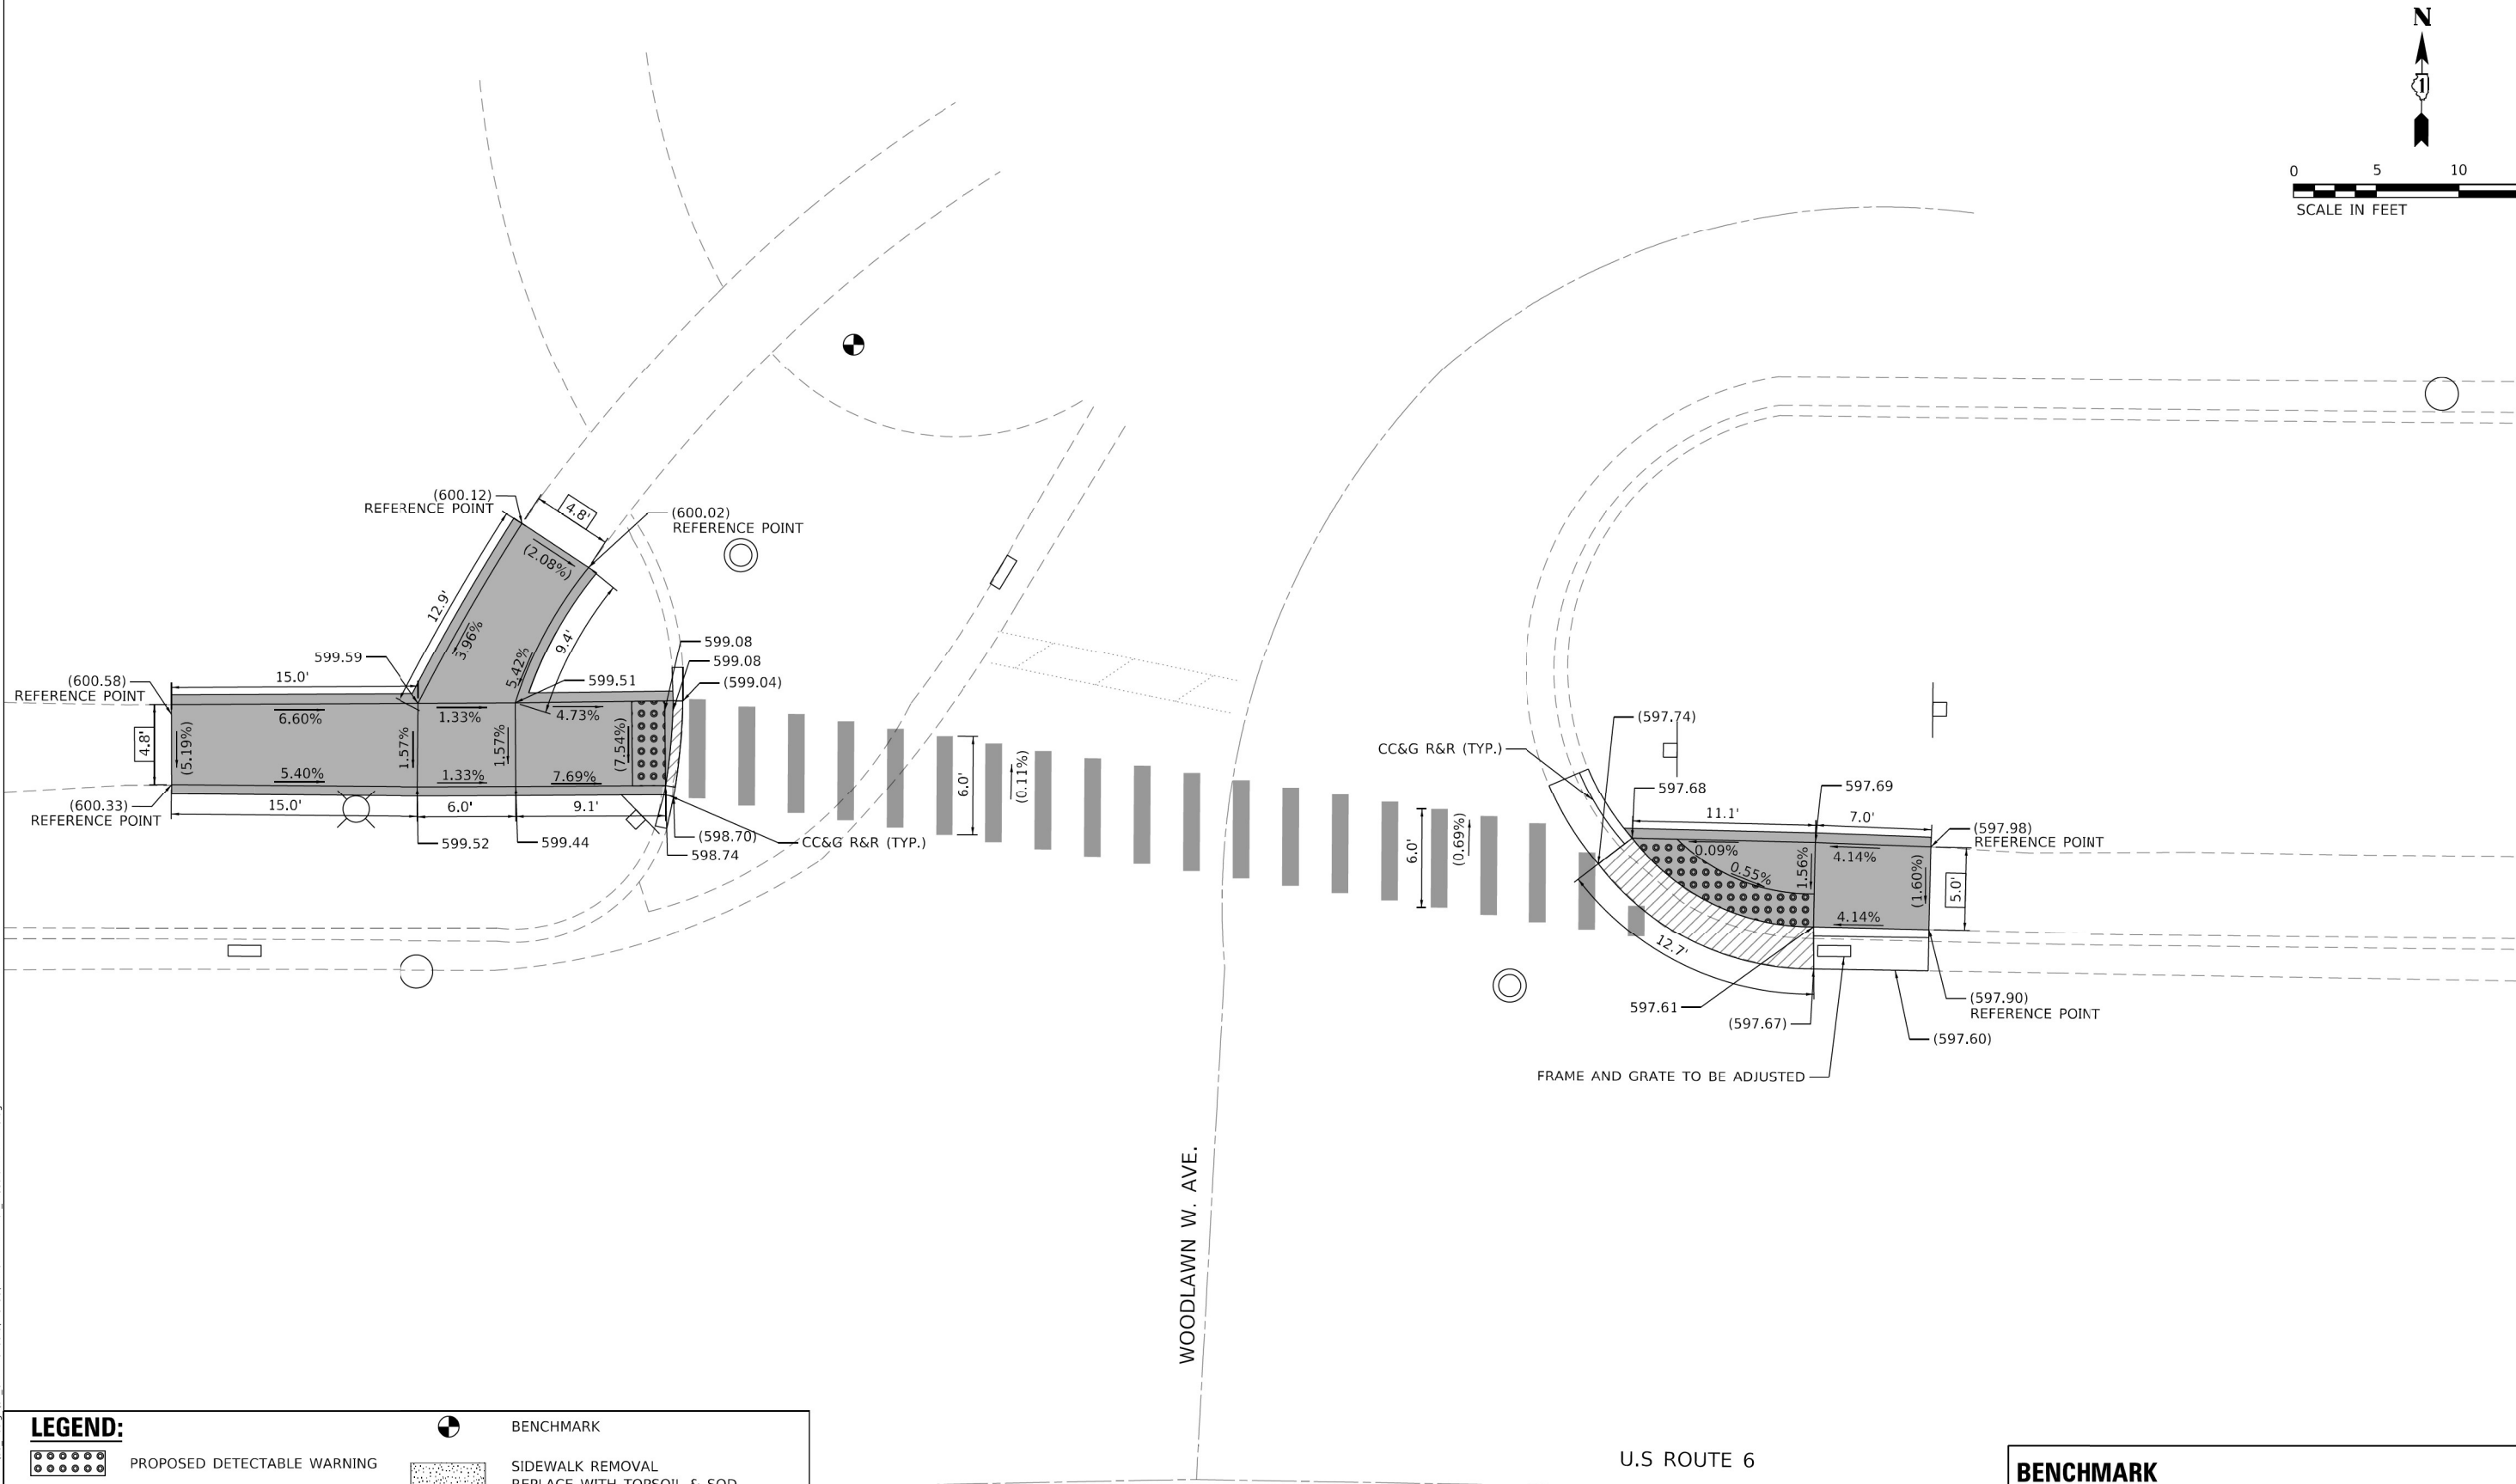 N
1
0 5 10
SCALE IN FEET
(600.12)
REFERENCE POINT
4.8'
(600.02)
REFERENCE POINT
(2.08%)
12.9'
3.96%
9.4'
5.42%
599.59
599.08
599.08
(599.04)
(600.58)
REFERENCE POINT
15.0'
599.51
6.60%
1.33%
4.73%
4.8'
(5.19%)
1.57%
1.57%
(7.54%)
5.40%
1.33%
7.69%
(600.33)
REFERENCE POINT
15.0'
6.0'
9.1'
599.52
599.44
(598.70)
598.74
CC&G R&R (TYP.)
6.0'
(0.11%)
6.0'
(0.69%)
(597.74)
CC&G R&R (TYP.)
597.68
597.69
11.1'
7.0'
(597.98)
REFERENCE POINT
0.09%
4.14%
0.55%
1.56%
(1.60%)
5.0'
4.14%
12.7'
597.61
(597.67)
(597.90)
REFERENCE POINT
(597.60)
FRAME AND GRATE TO BE ADJUSTED
WOODLAWN W. AVE.
U.S ROUTE 6
LEGEND:
BENCHMARK
PROPOSED DETECTABLE WARNING
SIDEWALK REMOVAL
REPLACE WITH TOPSOIL & SOD
BENCHMARK